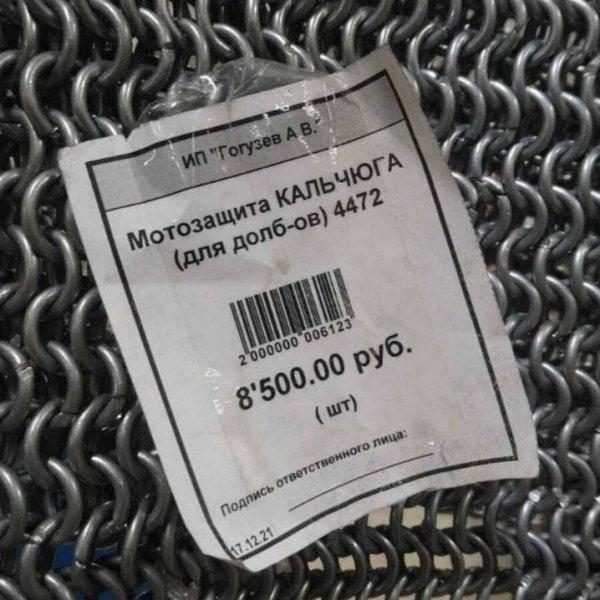 ИП "Гогузев А.В."
Мотозащита КАЛЬЧЮГА
(для долб-ов) 4472
2 000000 006123
8'500.00 руб.
( шт)
Подпись ответственного лица:
17.12.21